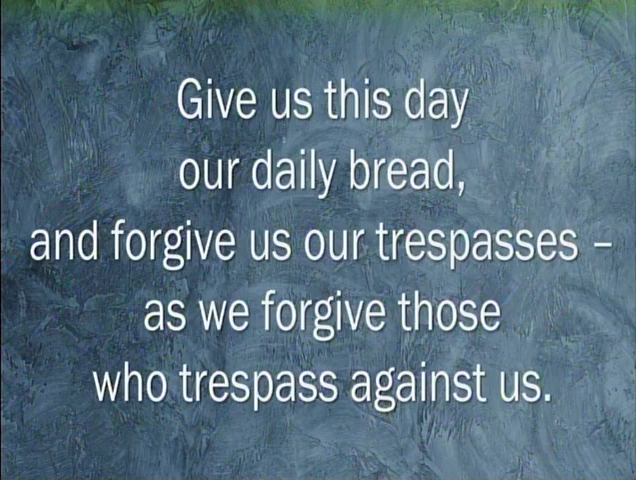 Give us this day
our daily bread,
and forgive us our trespasses –
as we forgive those
who trespass against us.